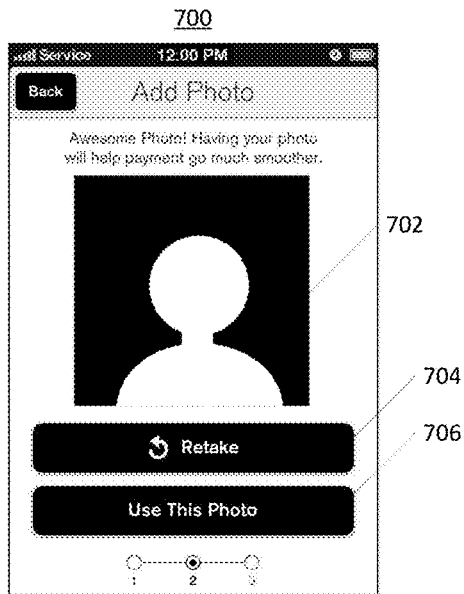 700
Service 12:00 PM
Back Add Photo
Awesome Photo! Having your photo
will help payment go much smoother.
702
704
Retake
706
Use This Photo
1 2 3